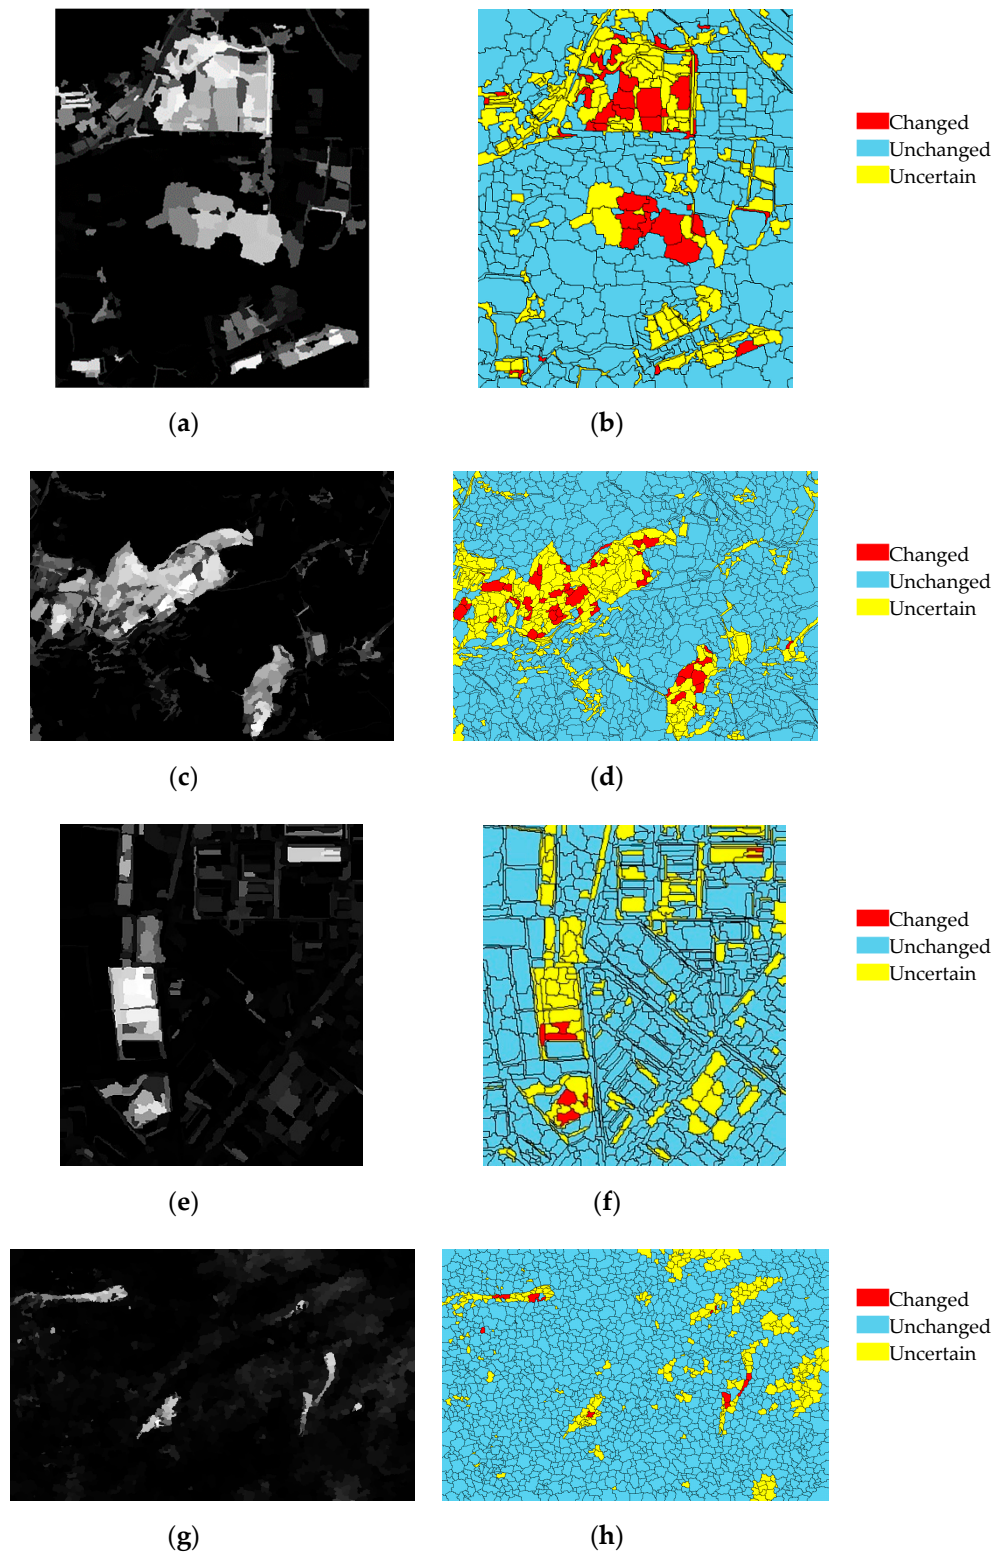 Changed
Unchanged
Uncertain
(a)
(b)
Changed
Unchanged
Uncertain
(c)
(d)
Changed
Unchanged
Uncertain
(e)
(f)
Changed
Unchanged
Uncertain
(g)
(h)